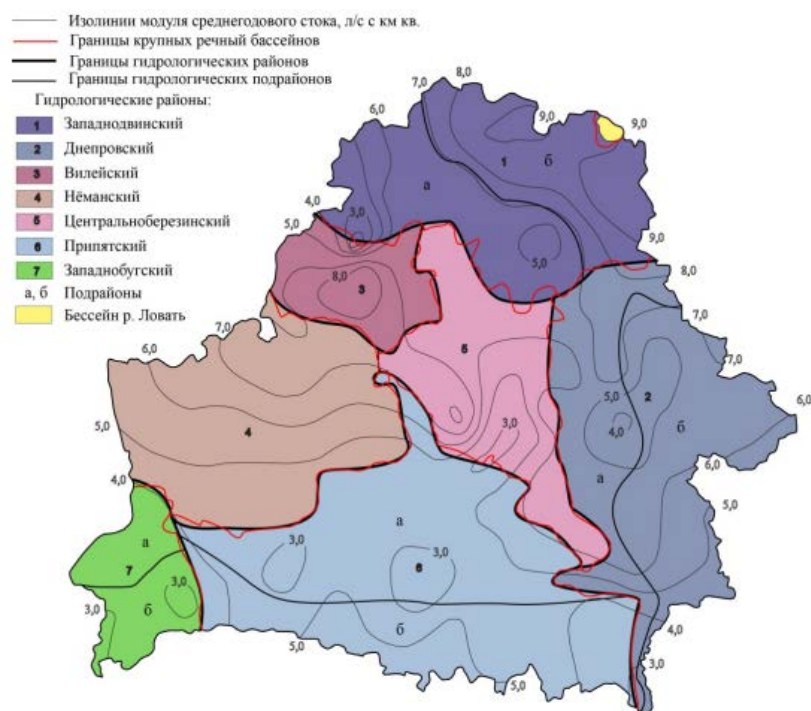 Изолинии модуля среднегодового стока, л/с с км кв.
Границы крупных речный бассейнов
Границы гидрологических районов
Границы гидрологических подрайонов
Гидрологические районы:
1 Западнодвинский
2 Днепровский
3 Вилейский
4 Нёманский
5 Центральноберезинский
6 Припятский
7 Западнобугский
а, б Подрайоны
Бессейн р. Ловать
8,0
7,0
6,0
9,0
9,0
1
б
а
4,0
3,0
5,0
5,0
9,0
8,0
8,0
3
7,0
7,0
7,0
6,0
5
2
5,0
6,0
4,0
3,0
б
5,0
4
6,0
4,0
а
5,0
а
а
3,0
3,0
6
7
3,0
б
3,0
б
4,0
5,0
3,0
5,0